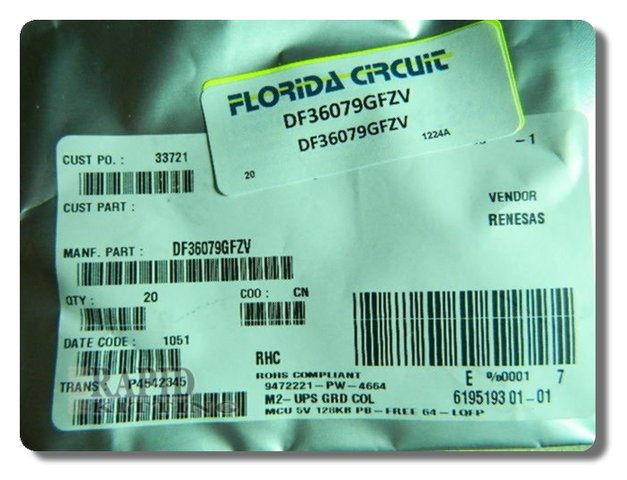 FLORIDA CIRCUIT
DF36079GFZV
DF36079GFZV
20 1224A
CUST PO. : 33721
-1
CUST PART :
VENDOR
RENESAS
MANF. PART : DF36079GFZV
QTY : 20 COO : CN
DATE CODE : 1051
RHC
ROHS COMPLIANT
TRANS P4542345
9472221-PW-4664
M2- UPS GRD COL
MCU 5V 128KB PB-FREE 64-LQFP
E %0001 7
6195193 01-01
RAPID